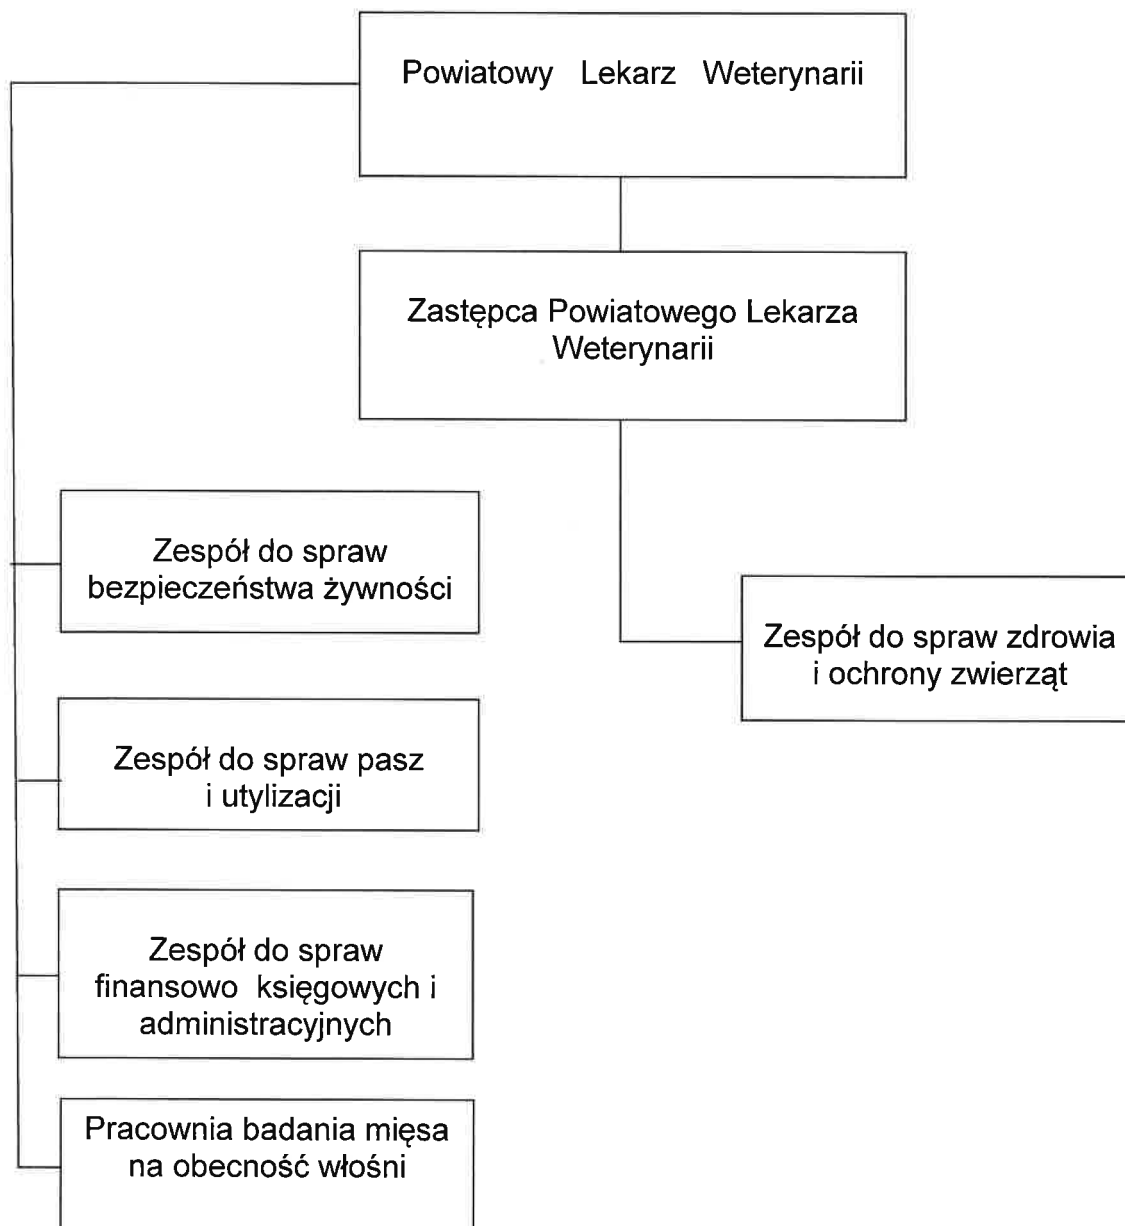 Powiatowy Lekarz Weterynarii
Zastępca Powiatowego Lekarza
Weterynarii
Zespół do spraw
bezpieczeństwa żywności
Zespół do spraw zdrowia
i ochrony zwierząt
Zespół do spraw pasz
i utylizacji
Zespół do spraw
finansowo księgowych i
administracyjnych
Pracownia badania mięsa
na obecność włośni